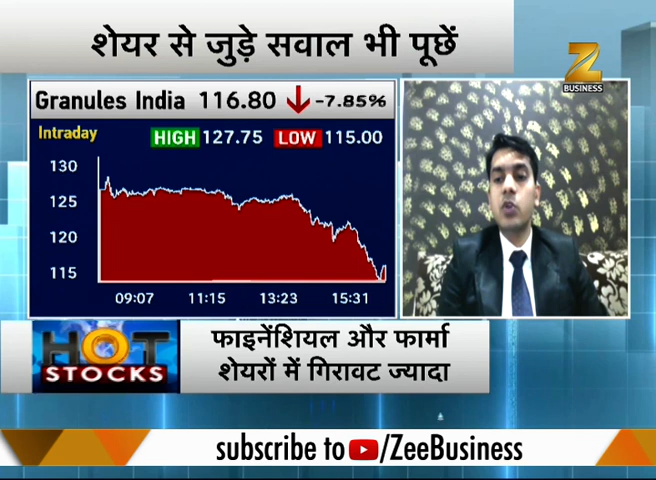 शेयर से जुड़े सवाल भी पूछें
Z
BUSINESS
Granules India 116.80 -7.85%
Intraday
HIGH 127.75 LOW 115.00
130
125
120
115
09:07 11:15 13:23 15:31
HOT
STOCKS
फाइनेंशियल और फार्मा
शेयरों में गिरावट ज्यादा
subscribe to /ZeeBusiness